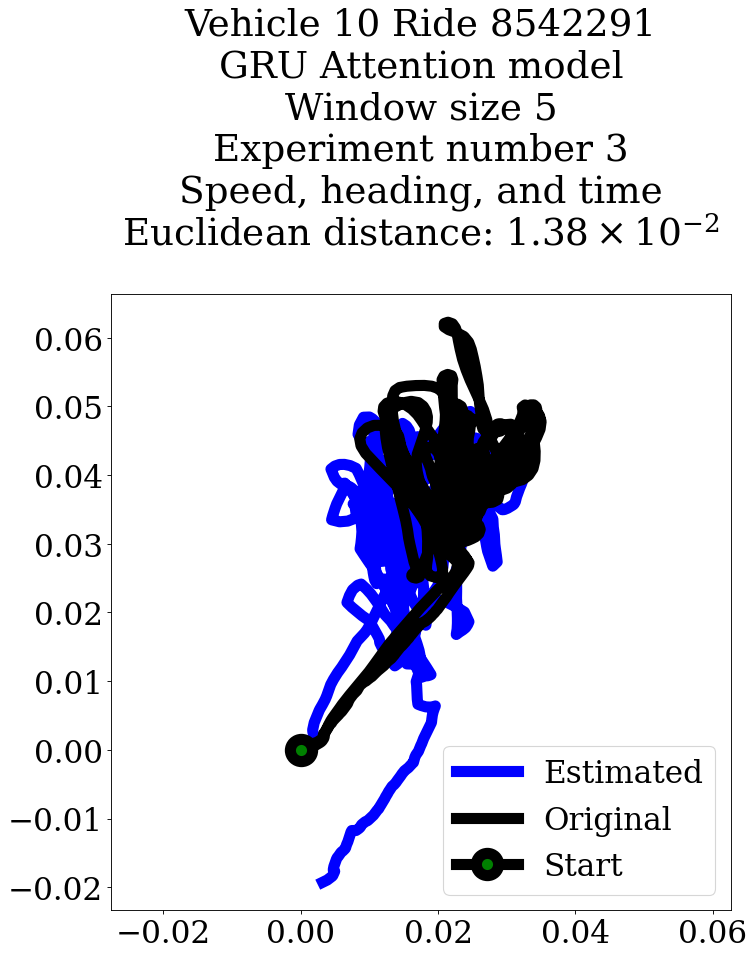 Vehicle 10 Ride 8542291
GRU Attention model
Window size 5
Experiment number 3
Speed, heading, and time
Euclidean distance: 1.38 × 10⁻²
0.06
0.05
0.04
0.03
0.02
0.01
0.00
−0.01
−0.02
−0.02 0.00 0.02 0.04 0.06
Estimated
Original
Start